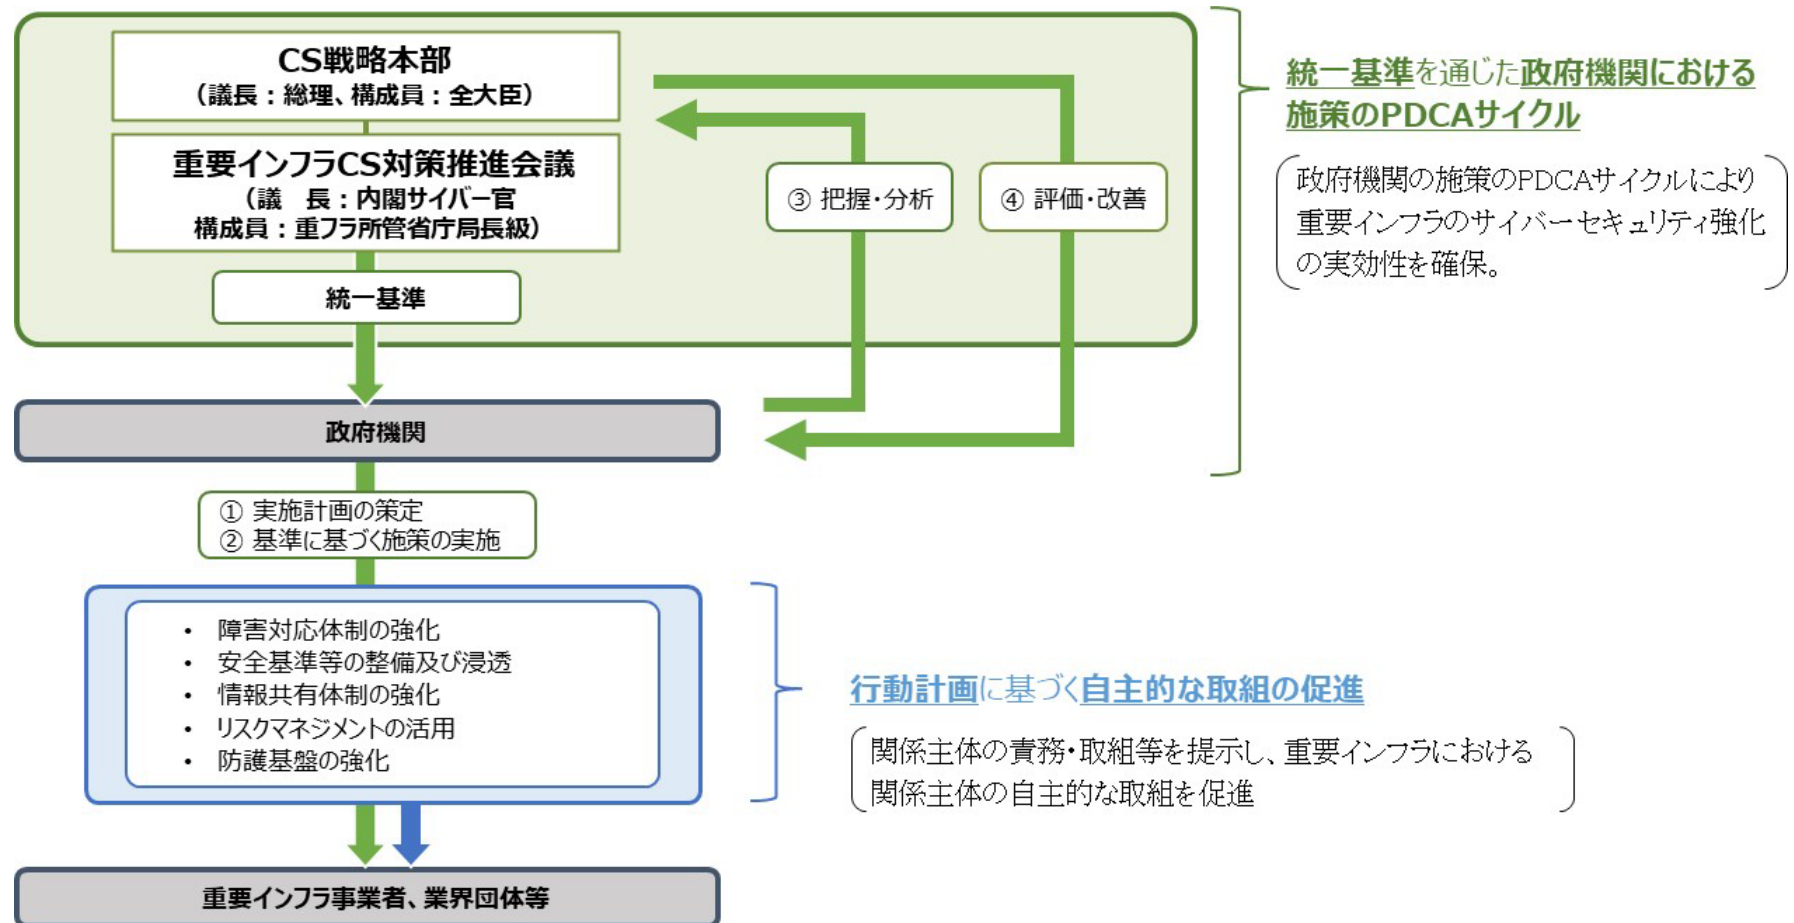 CS戦略本部
（議長：総理、構成員：全大臣）
重要インフラCS対策推進会議
（議　長：内閣サイバー官
構成員：重フラ所管省庁局長級）
統一基準
③ 把握・分析
④ 評価・改善
統一基準を通じた政府機関における
施策のPDCAサイクル
政府機関の施策のPDCAサイクルにより
重要インフラのサイバーセキュリティ強化
の実効性を確保。
政府機関
① 実施計画の策定
② 基準に基づく施策の実施
• 障害対応体制の強化
• 安全基準等の整備及び浸透
• 情報共有体制の強化
• リスクマネジメントの活用
• 防護基盤の強化
行動計画に基づく自主的な取組の促進
関係主体の責務・取組等を提示し、重要インフラにおける
関係主体の自主的な取組を促進
重要インフラ事業者、業界団体等